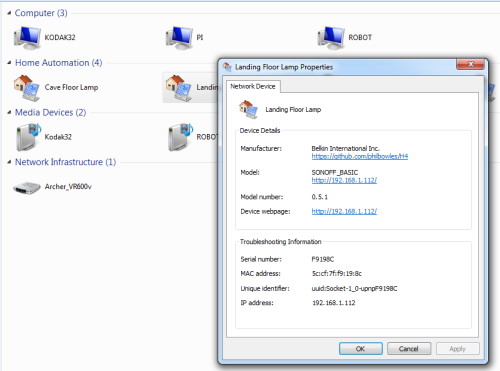 Computer (3)
KODAK32
PI
ROBOT
Home Automation (4)
Cave Floor Lamp
Landin
Media Devices (2)
Kodak32
ROBO
Network Infrastructure (1)
Archer_VR600v
Landing Floor Lamp Properties
Network Device
Landing Floor Lamp
Device Details
Manufacturer: Belkin International Inc.
https://github.com/philbowles/H4
Model: SONOFF_BASIC
http://192.168.1.112/
Model number: 0.5.1
Device webpage: http://192.168.1.112/
Troubleshooting Information
Serial number: F9198C
MAC address: 5c:cf:7f:f9:19:8c
Unique identifier: uuid:Socket-1_0-upnpF9198C
IP address: 192.168.1.112
OK Cancel Apply